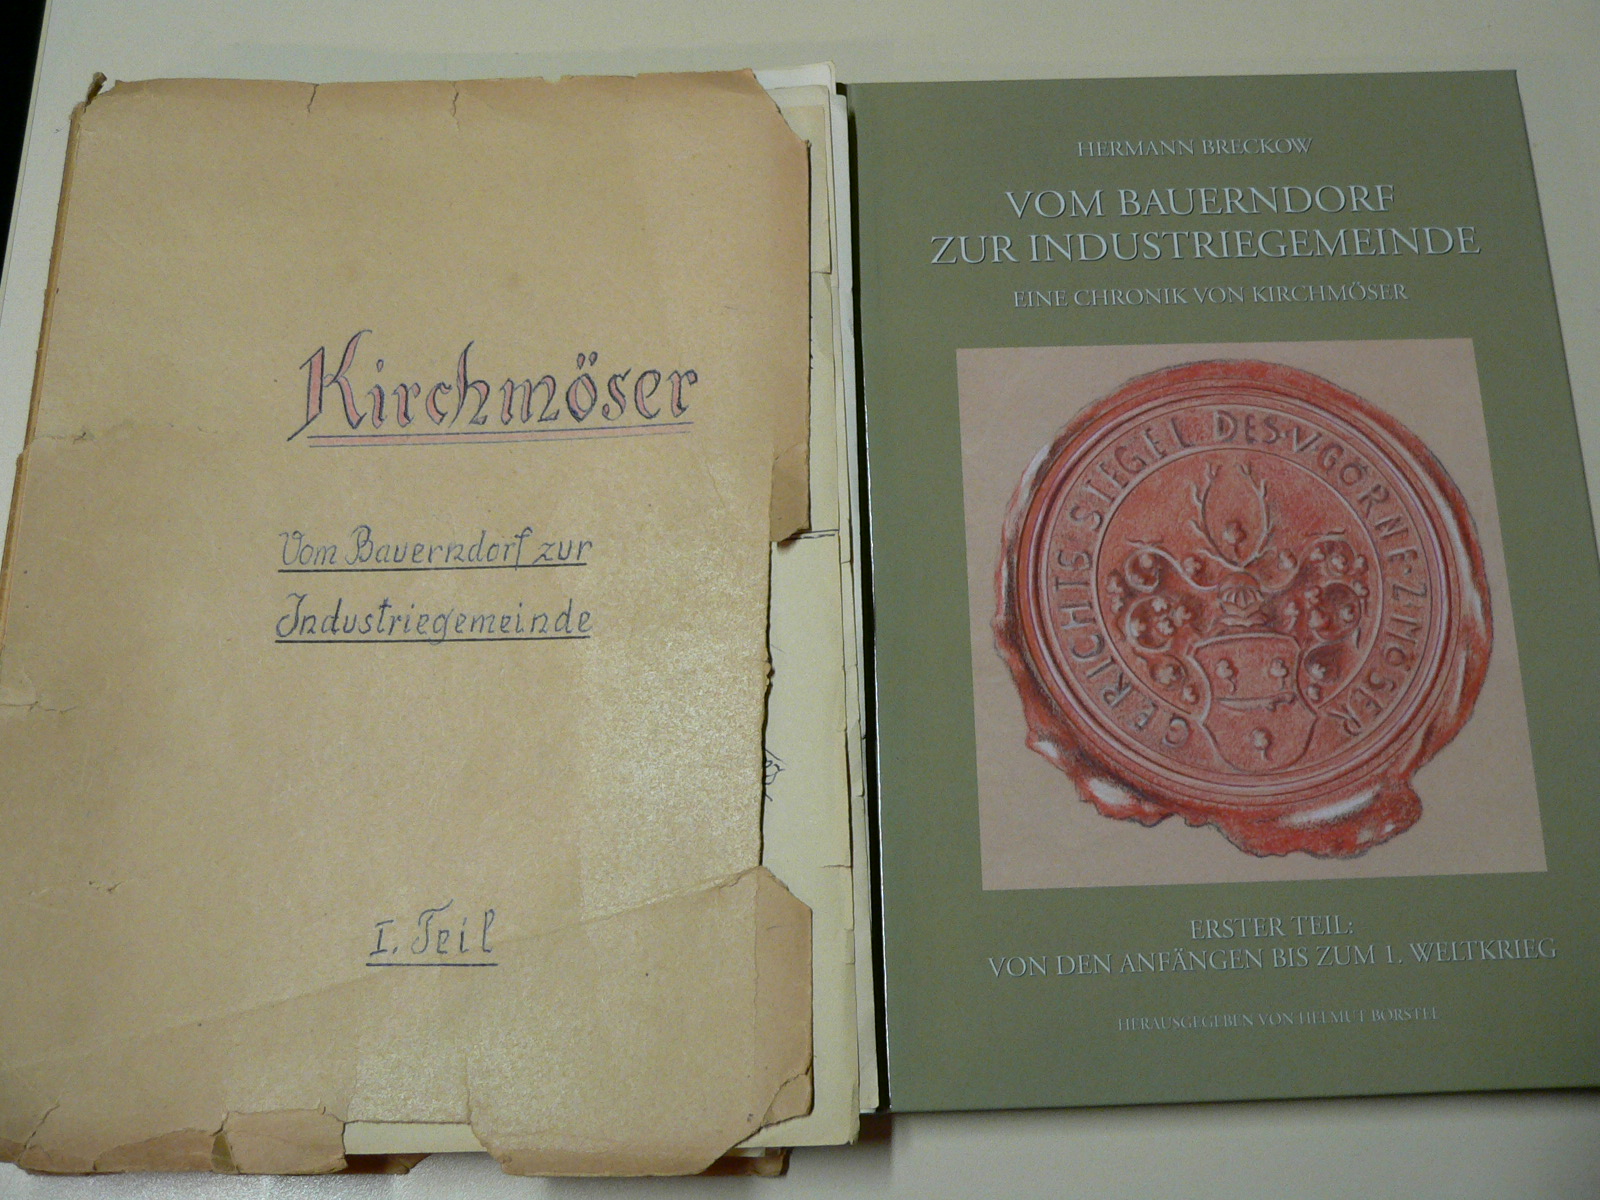 Kirchmöser
Vom Bauerndorf zur
Industriegemeinde
I. Teil
HERMANN BRECKOW
VOM BAUERNDORF
ZUR INDUSTRIEGEMEINDE
EINE CHRONIK VON KIRCHMÖSER
GERICHTS SIEGEL DES V GÖRNE Z MÖSER
ERSTER TEIL:
VON DEN ANFÄNGEN BIS ZUM 1. WELTKRIEG
HERAUSGEGEBEN VON HELMUT BORSTEL